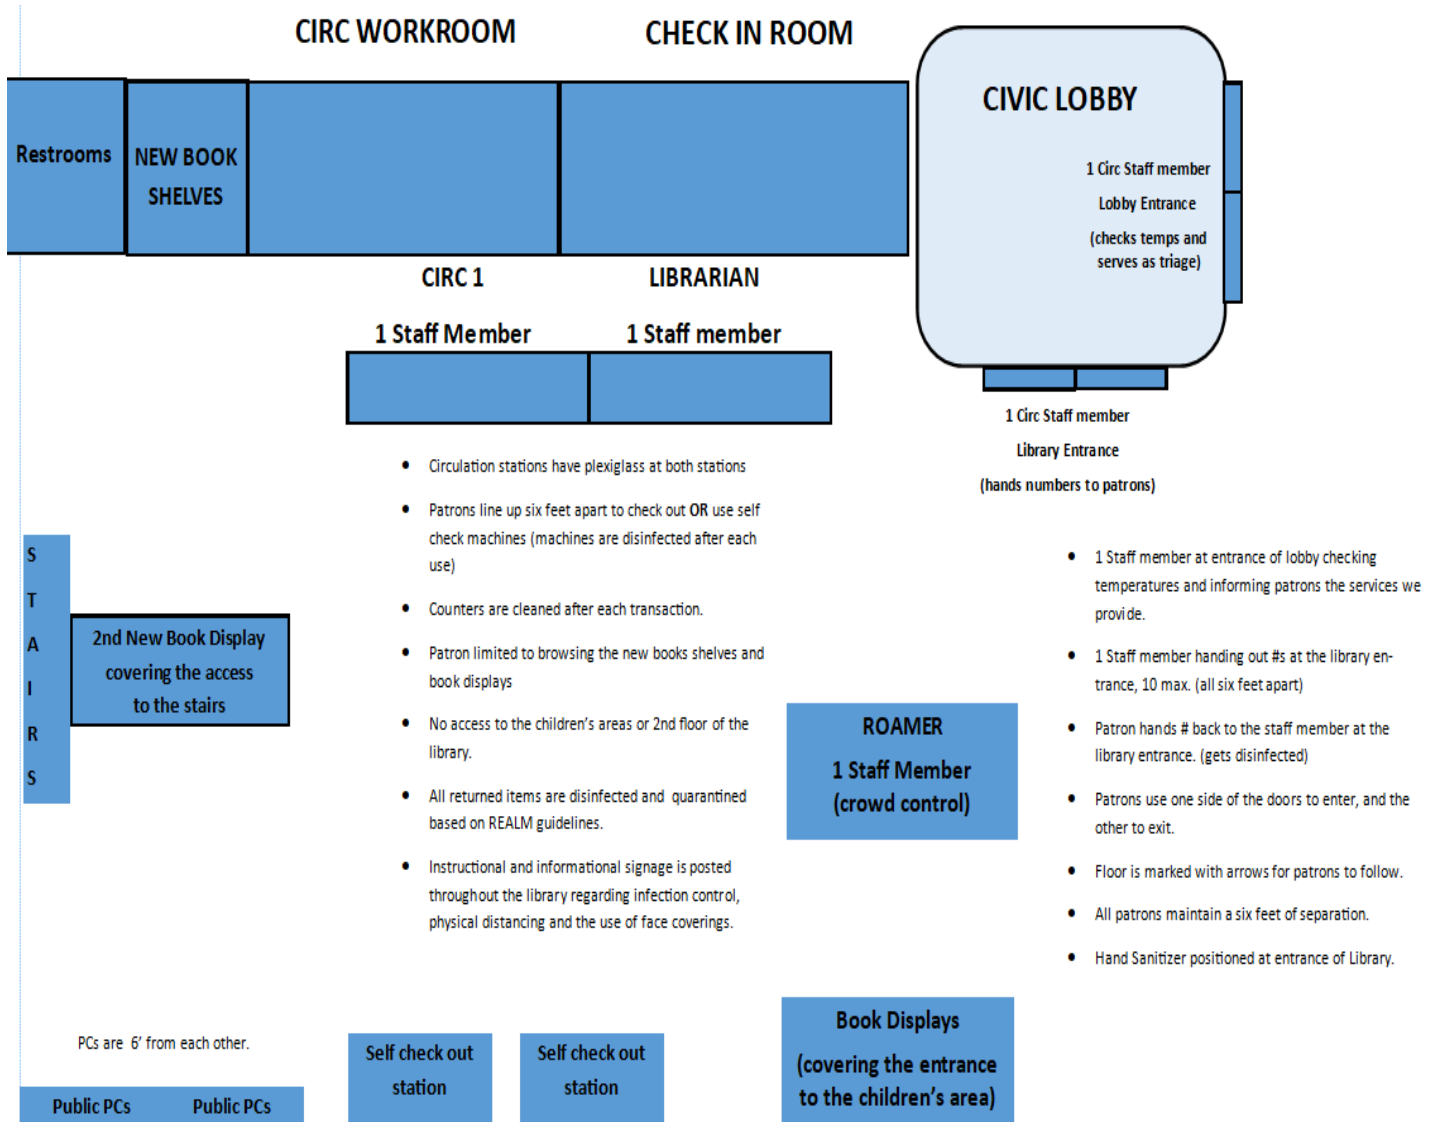 CIRC WORKROOM
CHECK IN ROOM
Restrooms
NEW BOOK
SHELVES
CIVIC LOBBY
1 Circ Staff member
Lobby Entrance
(checks temps and
serves as triage)
CIRC 1
1 Staff Member
LIBRARIAN
1 Staff member
1 Circ Staff member
Library Entrance
(hands numbers to patrons)
• Circulation stations have plexiglass at both stations
• Patrons line up six feet apart to check out OR use self
check machines (machines are disinfected after each
use)
• Counters are cleaned after each transaction.
• Patron limited to browsing the new books shelves and
book displays
• No access to the children's areas or 2nd floor of the
library.
• All returned items are disinfected and quarantined
based on REALM guidelines.
• Instructional and informational signage is posted
throughout the library regarding infection control,
physical distancing and the use of face coverings.
S
T
A
I
R
S
2nd New Book Display
covering the access
to the stairs
ROAMER
1 Staff Member
(crowd control)
• 1 Staff member at entrance of lobby checking
temperatures and informing patrons the services we
provide.
• 1 Staff member handing out #s at the library en-
trance, 10 max. (all six feet apart)
• Patron hands # back to the staff member at the
library entrance. (gets disinfected)
• Patrons use one side of the doors to enter, and the
other to exit.
• Floor is marked with arrows for patrons to follow.
• All patrons maintain a six feet of separation.
• Hand Sanitizer positioned at entrance of Library.
PCs are 6' from each other.
Public PCs
Public PCs
Self check out
station
Self check out
station
Book Displays
(covering the entrance
to the children's area)